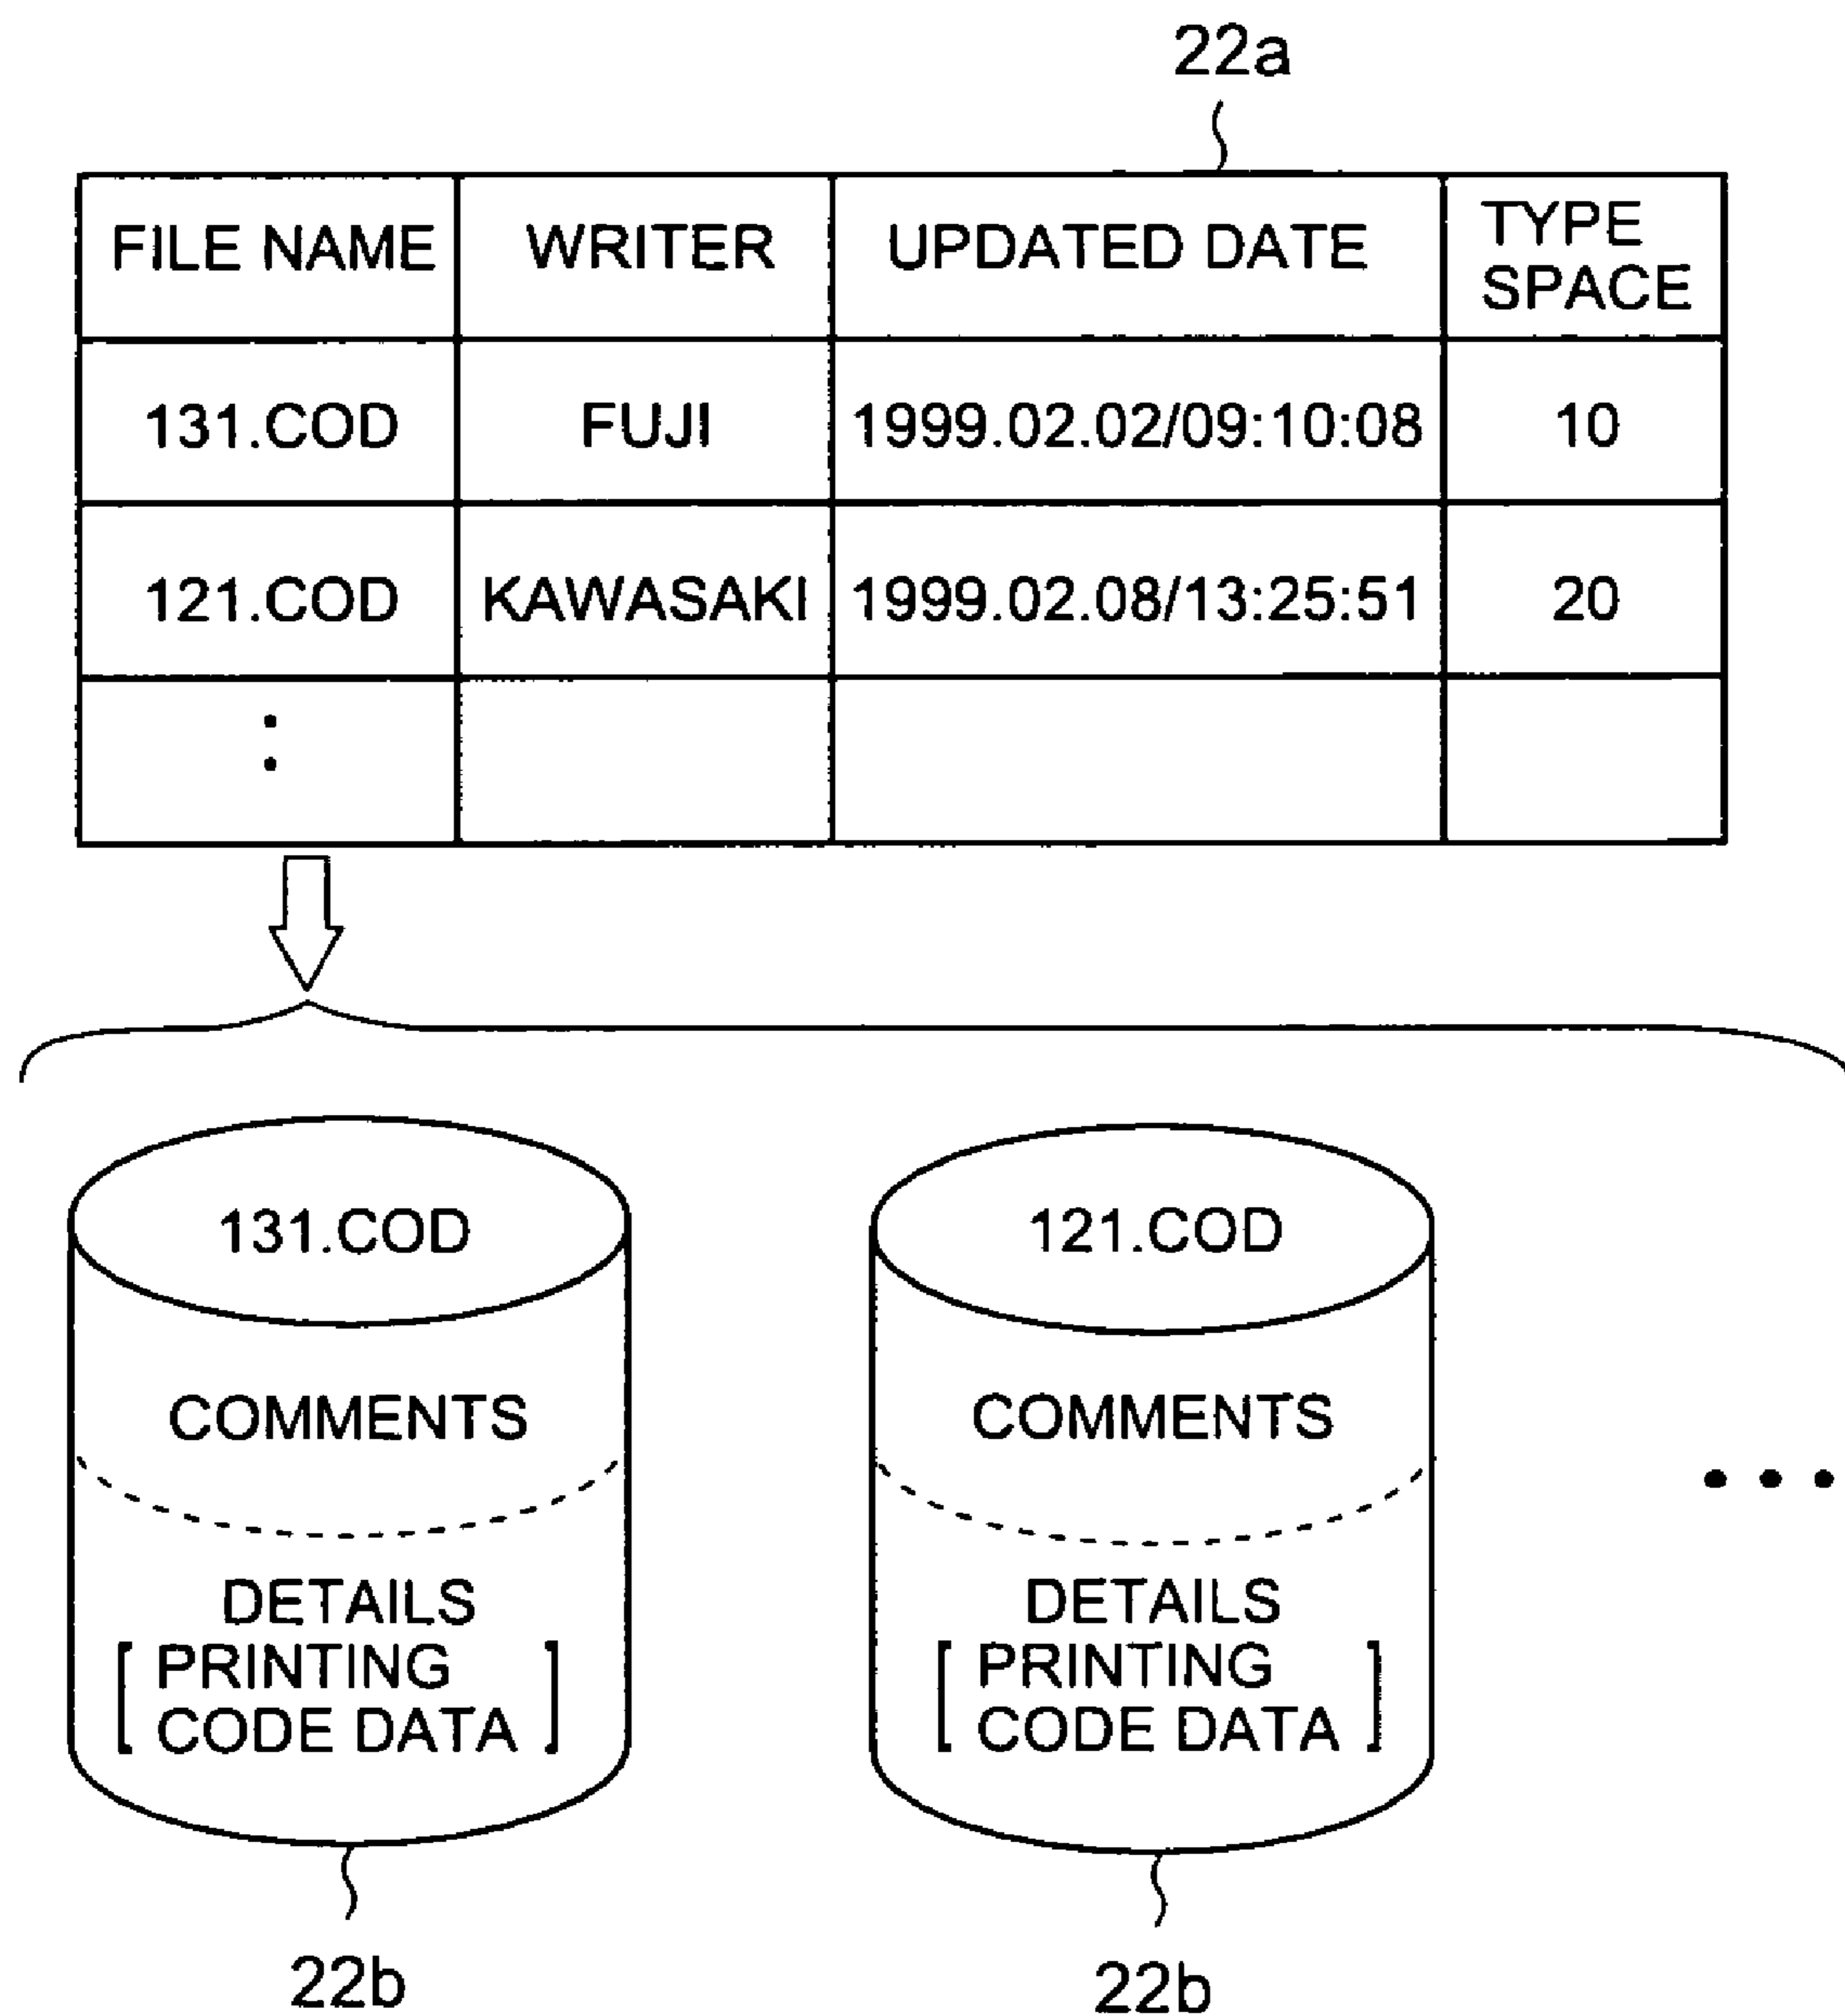 22a
FILE NAME WRITER UPDATED DATE TYPE SPACE
131.COD FUJI 1999.02.02/09:10:08 10
121.COD KAWASAKI 1999.02.08/13:25:51 20
:
131.COD 121.COD
COMMENTS COMMENTS
• • •
DETAILS DETAILS
[ PRINTING [ PRINTING
CODE DATA ] CODE DATA ]
22b 22b